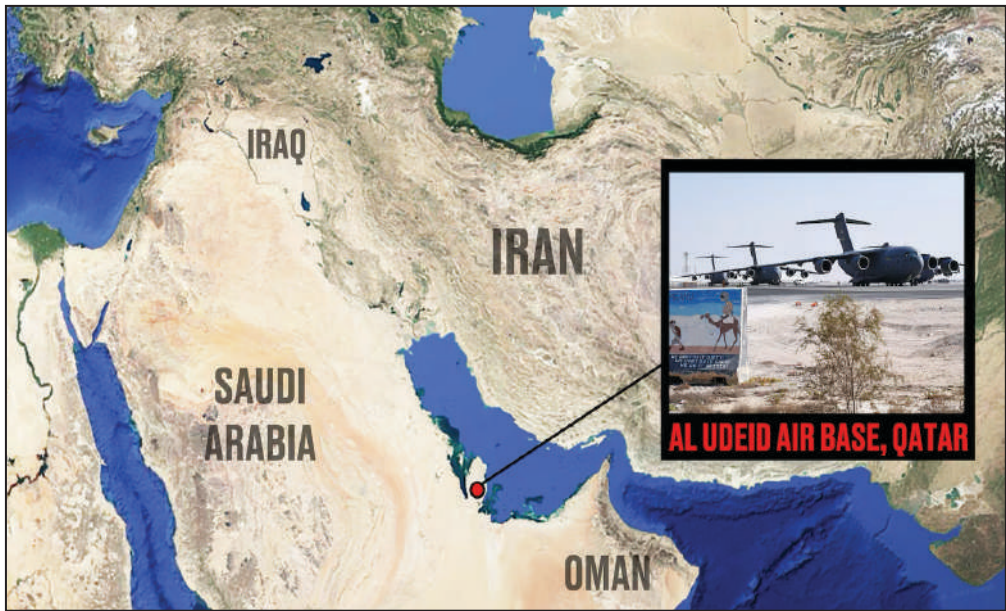 IRAQ
IRAN
SAUDI
ARABIA
OMAN
AL UDEID AIR BASE, QATAR